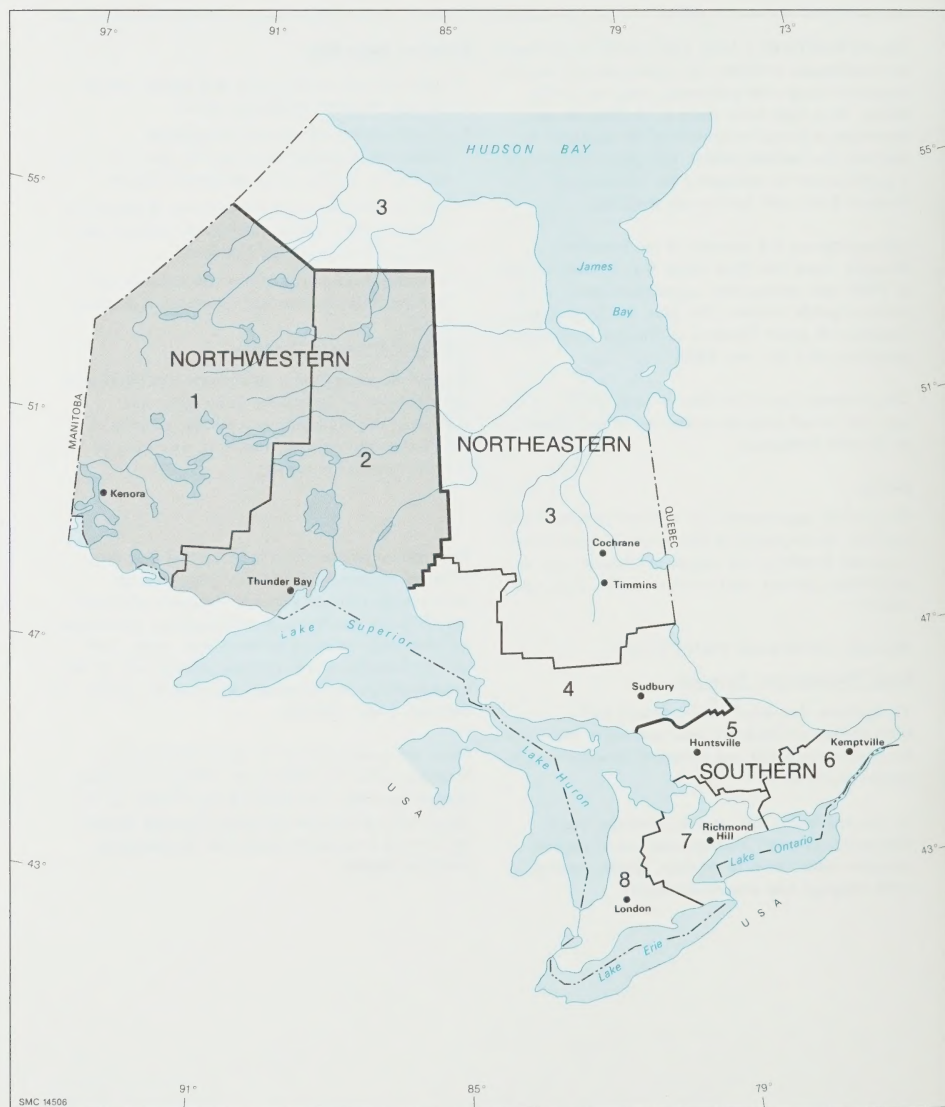 97°
91°
85°
79°
73°
HUDSON BAY
55°
55°
3
James
Bay
NORTHWESTERN
1
51°
51°
MANITOBA
NORTHEASTERN
2
Kenora
3
QUEBEC
Cochrane
Thunder Bay
Timmins
47°
47°
Lake Superior
4
Sudbury
5
Huntsville
6
Kemptville
SOUTHERN
Lake Huron
USA
7
Richmond
Hill
Lake Ontario
43°
43°
8
London
USA
Lake Erie
91°
85°
79°
SMC 14506